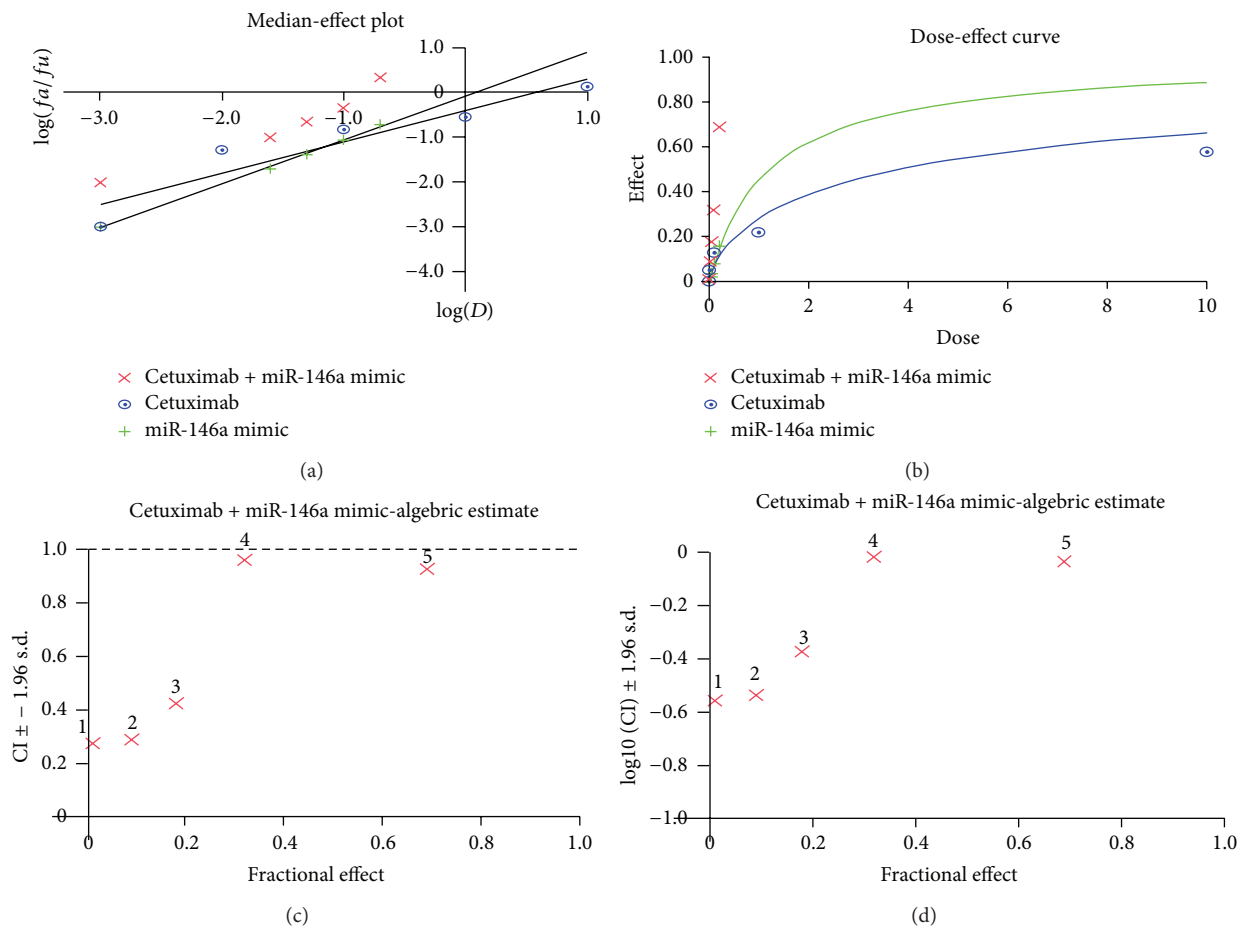 Median-effect plot
log(fa/fu)
1.0
0
−3.0
−2.0
−1.0
1.0
−1.0
−2.0
−3.0
−4.0
log(D)
Cetuximab + miR-146a mimic
Cetuximab
miR-146a mimic
(a)
Dose-effect curve
Effect
1.00
0.80
0.60
0.40
0.20
0
0
2
4
6
8
10
Dose
Cetuximab + miR-146a mimic
Cetuximab
miR-146a mimic
(b)
Cetuximab + miR-146a mimic-algebric estimate
CI ± − 1.96 s.d.
1.0
0.8
0.6
0.4
0.2
0
1
2
3
4
5
0
0.2
0.4
0.6
0.8
1.0
Fractional effect
(c)
Cetuximab + miR-146a mimic-algebric estimate
log10 (CI) ± 1.96 s.d.
0
−0.2
−0.4
−0.6
−0.8
−1.0
1
2
3
4
5
0
0.2
0.4
0.6
0.8
1.0
Fractional effect
(d)